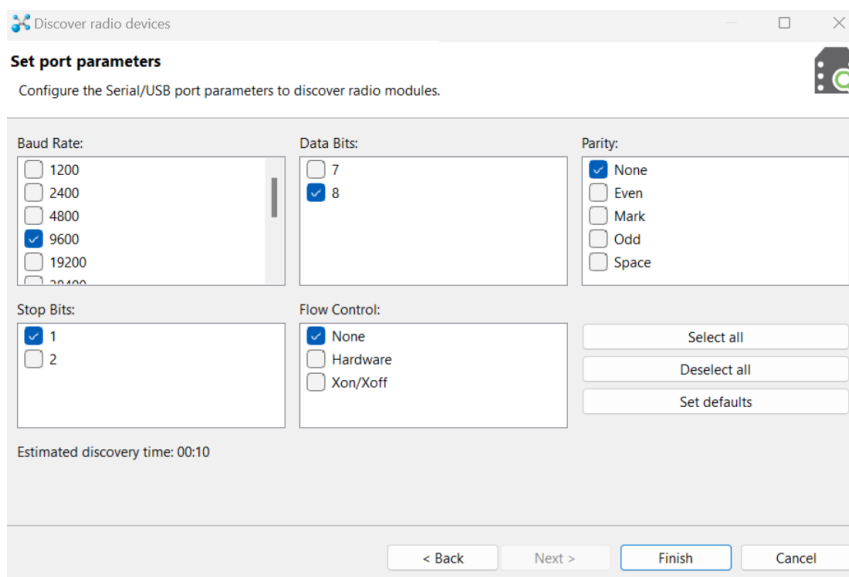 Discover radio devices
Set port parameters
Configure the Serial/USB port parameters to discover radio modules.
Baud Rate:
1200
2400
4800
9600
19200
38400
Data Bits:
7
8
Parity:
None
Even
Mark
Odd
Space
Stop Bits:
1
2
Flow Control:
None
Hardware
Xon/Xoff
Select all
Deselect all
Set defaults
Estimated discovery time: 00:10
< Back
Next >
Finish
Cancel